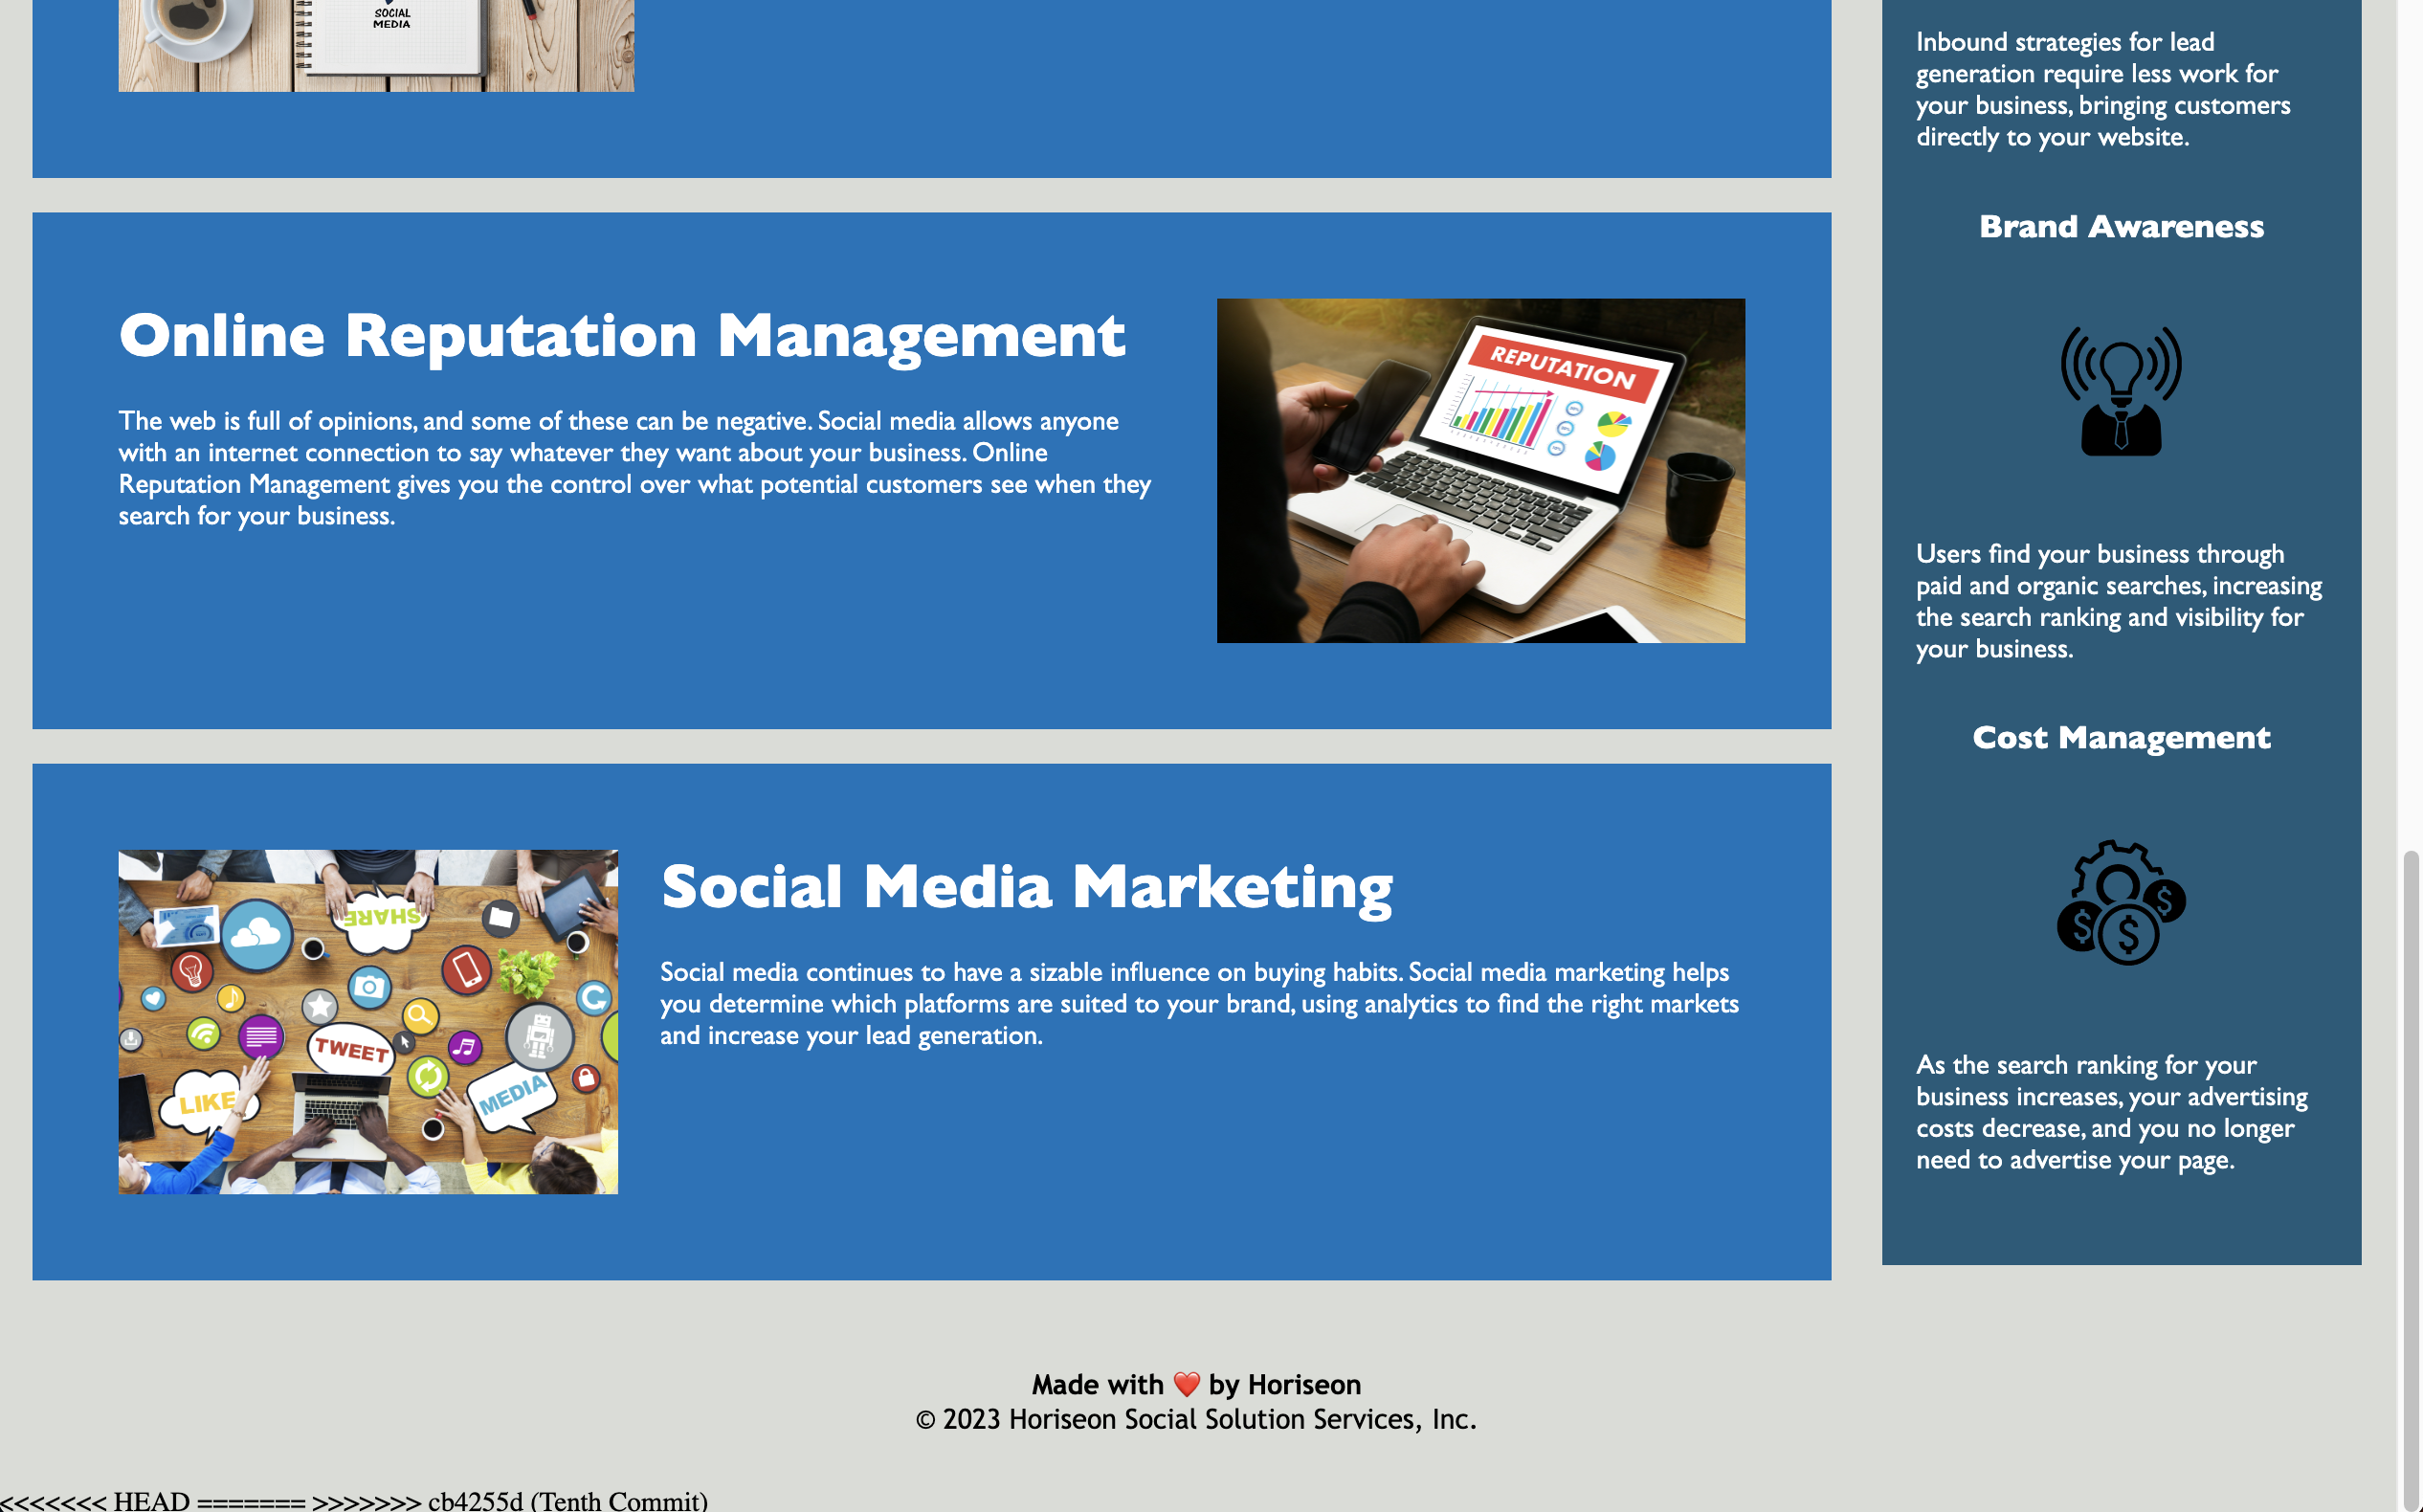 SOCIAL
MEDIA
Inbound strategies for lead
generation require less work for
your business, bringing customers
directly to your website.
Online Reputation Management
The web is full of opinions, and some of these can be negative. Social media allows anyone
with an internet connection to say whatever they want about your business. Online
Reputation Management gives you the control over what potential customers see when they
search for your business.
REPUTATION
Brand Awareness
Users find your business through
paid and organic searches, increasing
the search ranking and visibility for
your business.
SHARE
TWEET
LIKE
MEDIA
Social Media Marketing
Social media continues to have a sizable influence on buying habits. Social media marketing helps
you determine which platforms are suited to your brand, using analytics to find the right markets
and increase your lead generation.
Cost Management
$
$
$
As the search ranking for your
business increases, your advertising
costs decrease, and you no longer
need to advertise your page.
Made with ❤️ by Horiseon
© 2023 Horiseon Social Solution Services, Inc.
<<<<<<< HEAD ======= >>>>>>> cb4255d (Tenth Commit)